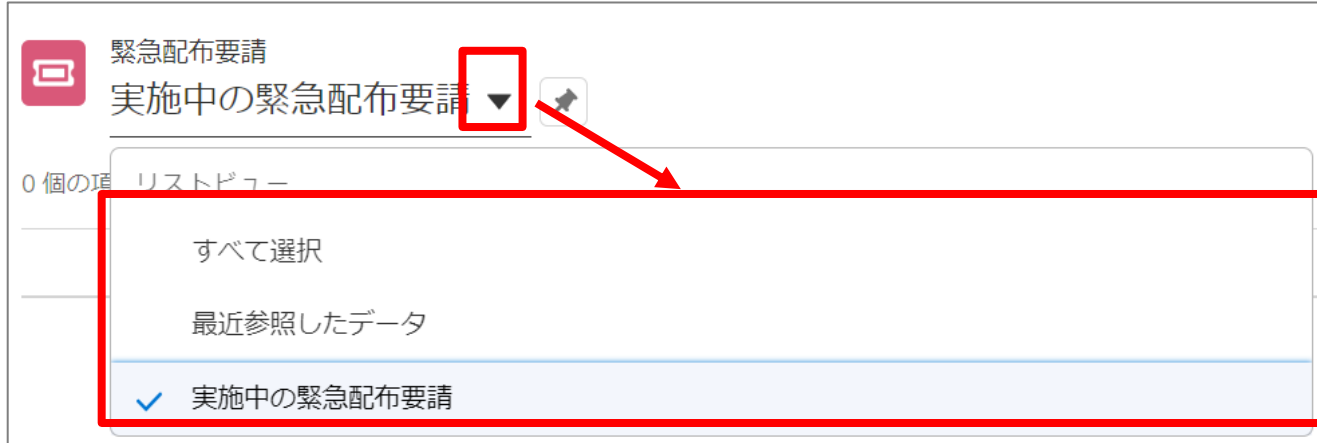 緊急配布要請
実施中の緊急配布要請
0 個の項
リストビュー
すべて選択
最近参照したデータ
実施中の緊急配布要請